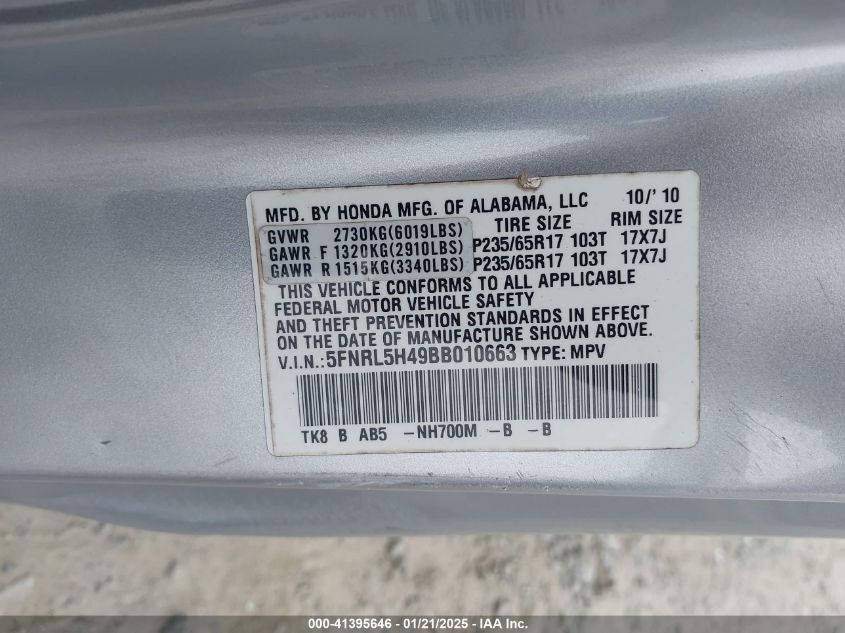 MFD. BY HONDA MFG. OF ALABAMA, LLC 10/'10
TIRE SIZE RIM SIZE
GVWR 2730KG(6019LBS)
GAWR F 1320KG(2910LBS) P235/65R17 103T 17X7J
GAWR R 1515KG(3340LBS) P235/65R17 103T 17X7J
THIS VEHICLE CONFORMS TO ALL APPLICABLE
FEDERAL MOTOR VEHICLE SAFETY
AND THEFT PREVENTION STANDARDS IN EFFECT
ON THE DATE OF MANUFACTURE SHOWN ABOVE.
V.I.N.:5FNRL5H49BB010663 TYPE: MPV
TK8 B AB5 -NH700M -B -B
000-41395646 - 01/21/2025 - IAA Inc.